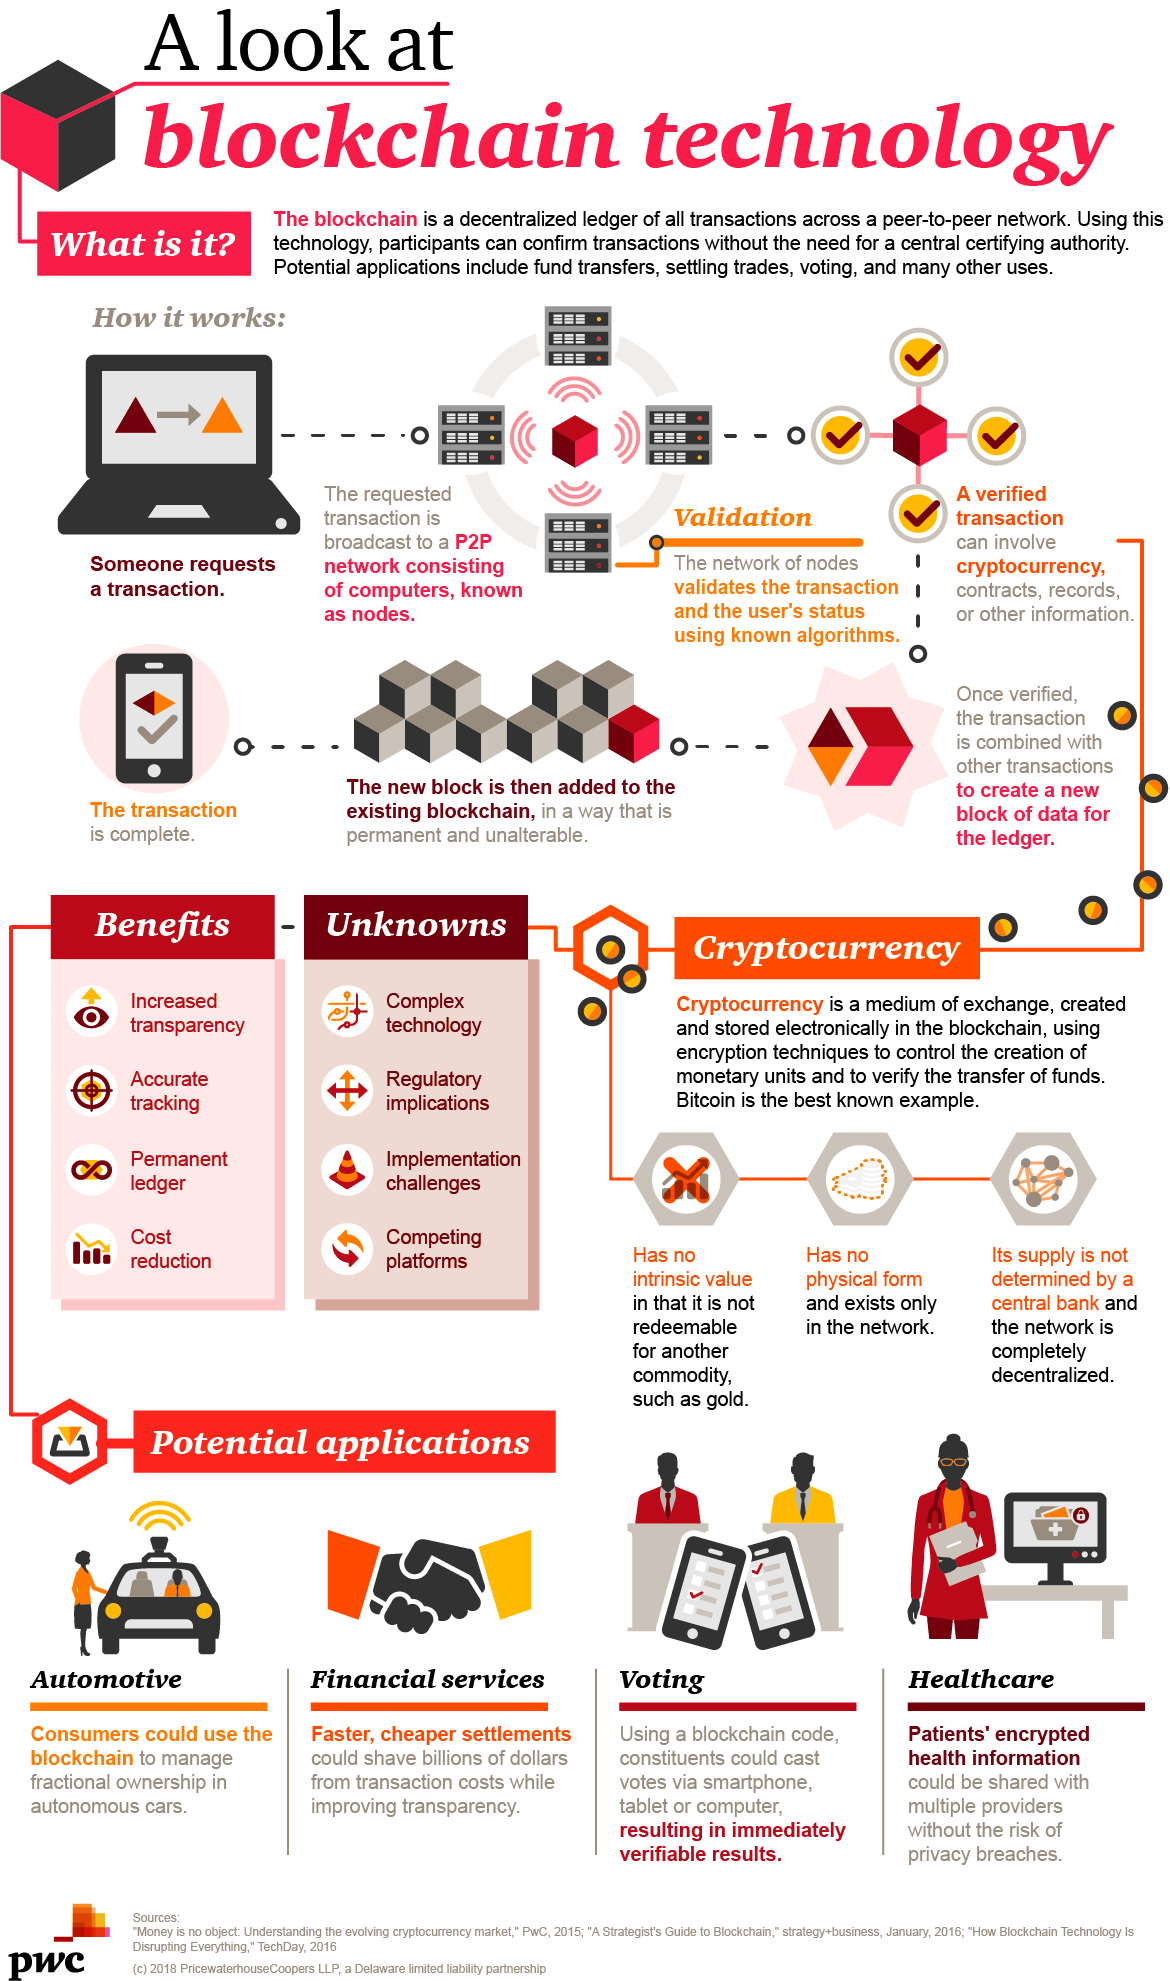 A look at
blockchain technology
What is it?
The blockchain is a decentralized ledger of all transactions across a peer-to-peer network. Using this
technology, participants can confirm transactions without the need for a central certifying authority.
Potential applications include fund transfers, settling trades, voting, and many other uses.
How it works:
Someone requests
a transaction.
The requested
transaction is
broadcast to a P2P
network consisting
of computers, known
as nodes.
Validation
The network of nodes
validates the transaction
and the user's status
using known algorithms.
A verified
transaction
can involve
cryptocurrency,
contracts, records,
or other information.
Once verified,
the transaction
is combined with
other transactions
to create a new
block of data for
the ledger.
The new block is then added to the
existing blockchain, in a way that is
permanent and unalterable.
The transaction
is complete.
Benefits
Increased
transparency
Accurate
tracking
Permanent
ledger
Cost
reduction
Unknowns
Complex
technology
Regulatory
implications
Implementation
challenges
Competing
platforms
Cryptocurrency
Cryptocurrency is a medium of exchange, created
and stored electronically in the blockchain, using
encryption techniques to control the creation of
monetary units and to verify the transfer of funds.
Bitcoin is the best known example.
Has no
intrinsic value
in that it is not
redeemable
for another
commodity,
such as gold.
Has no
physical form
and exists only
in the network.
Its supply is not
determined by a
central bank and
the network is
completely
decentralized.
Potential applications
Automotive
Consumers could use the
blockchain to manage
fractional ownership in
autonomous cars.
Financial services
Faster, cheaper settlements
could shave billions of dollars
from transaction costs while
improving transparency.
Voting
Using a blockchain code,
constituents could cast
votes via smartphone,
tablet or computer,
resulting in immediately
verifiable results.
Healthcare
Patients' encrypted
health information
could be shared with
multiple providers
without the risk of
privacy breaches.
pwc
Sources:
"Money is no object: Understanding the evolving cryptocurrency market," PwC, 2015; "A Strategist's Guide to Blockchain," strategy+business, January, 2016; "How Blockchain Technology Is
Disrupting Everything," TechDay, 2016
(c) 2018 PricewaterhouseCoopers LLP, a Delaware limited liability partnership